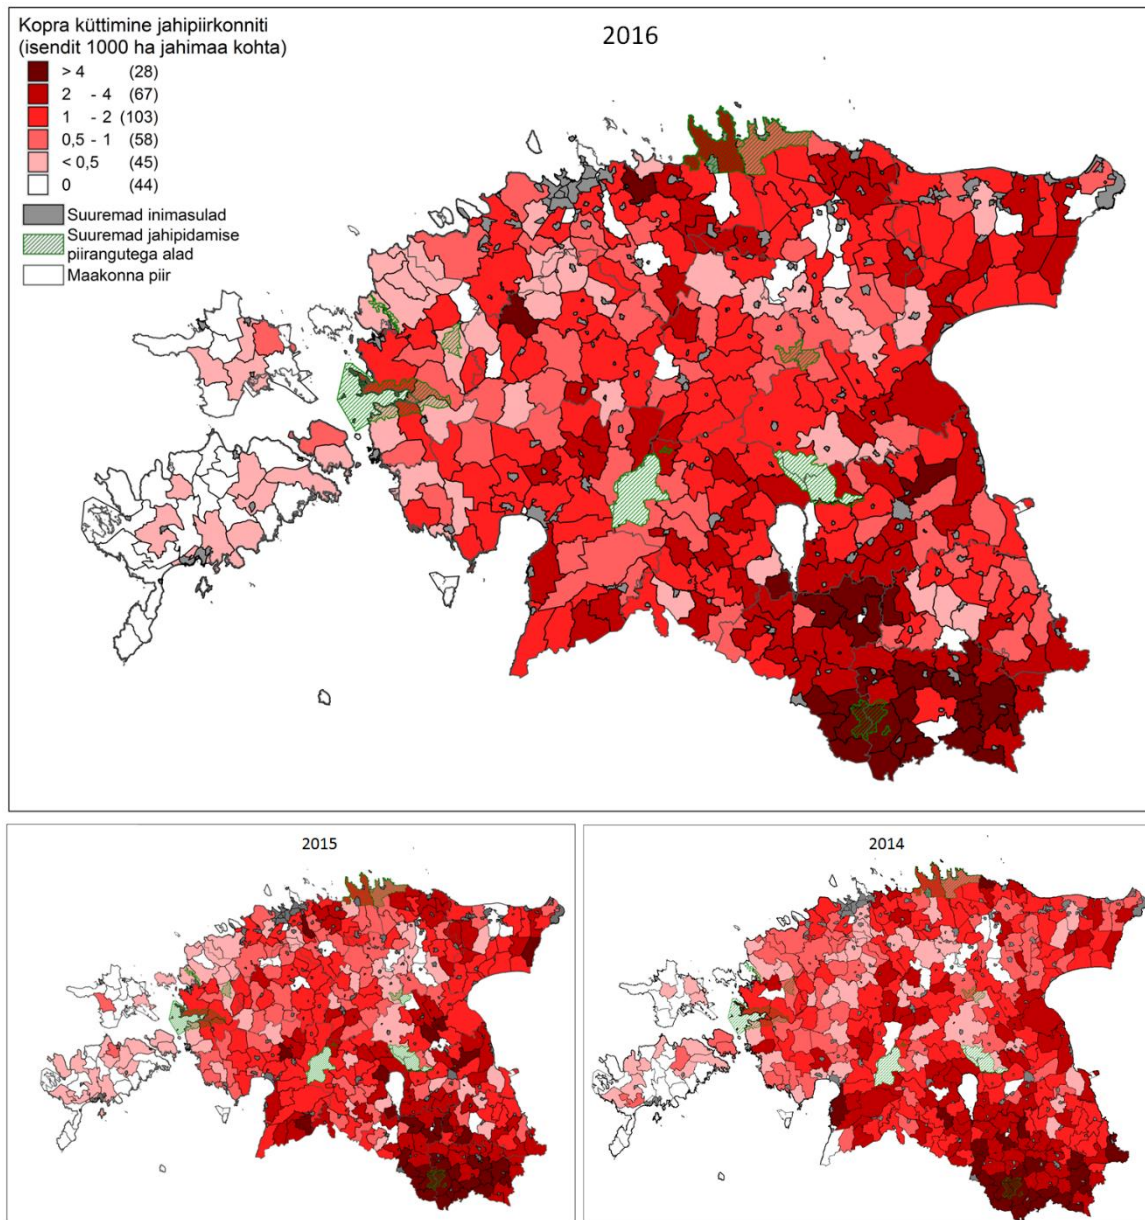 Kopra küttimine jahipiirkonniti
(isendit 1000 ha jahimaa kohta)
> 4 (28)
2 - 4 (67)
1 - 2 (103)
0,5 - 1 (58)
< 0,5 (45)
0 (44)
Suuremad inimasulad
Suuremad jahipidamise
piirangutega alad
Maakonna piir
2016
2015
2014